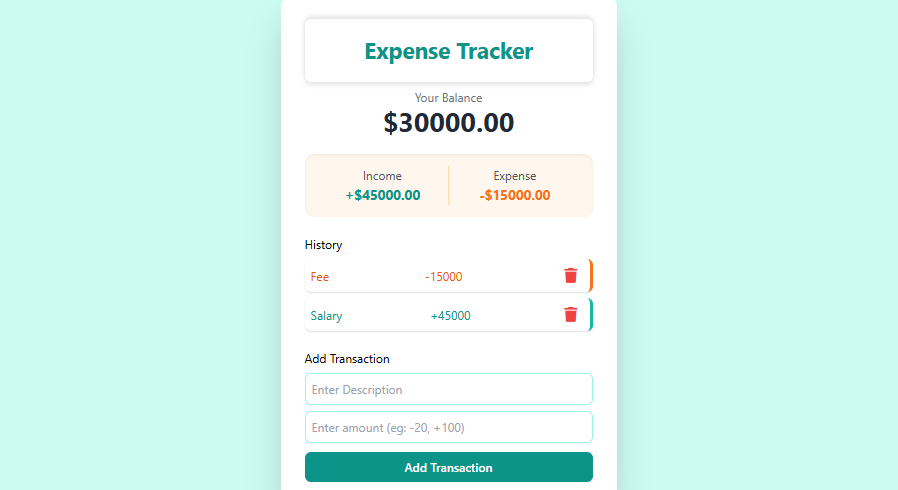 Expense Tracker
Your Balance
$30000.00
Income Expense
+$45000.00 -$15000.00
History
Fee -15000
Salary +45000
Add Transaction
Enter Description
Enter amount (eg: -20, +100)
Add Transaction